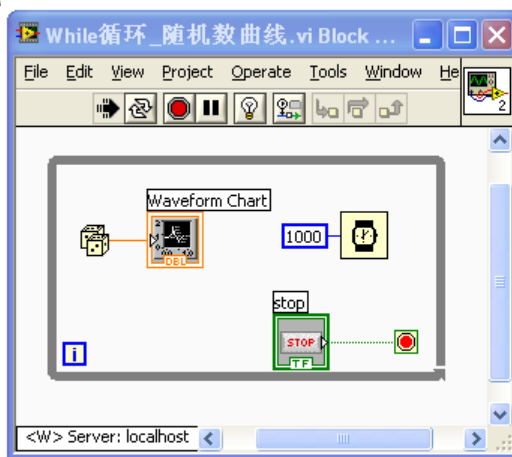 While循环_随机数曲线.vi Block ...
File Edit View Project Operate Tools Window He
2
Waveform Chart
DBL
1000
stop
STOP
TF
i
<W> Server: localhost